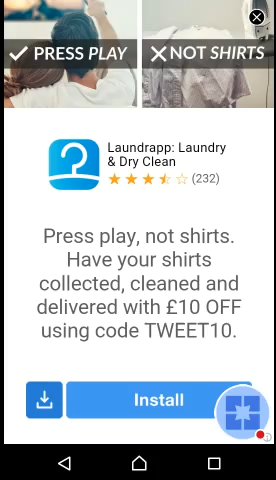 PRESS PLAY
NOT SHIRTS
Laundrapp: Laundry
& Dry Clean
(232)
Press play, not shirts.
Have your shirts
collected, cleaned and
delivered with £10 OFF
using code TWEET10.
Install